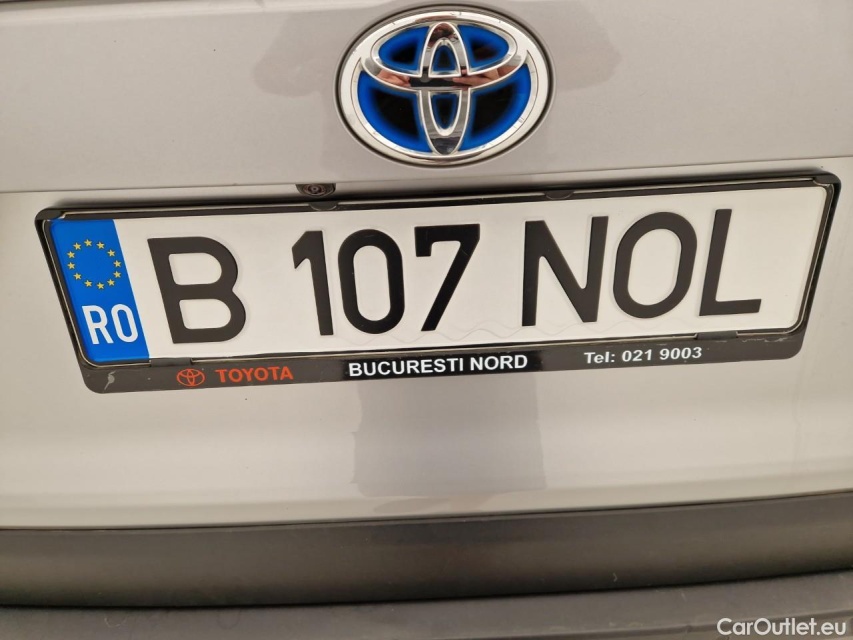 RO B 107 NOL
TOYOTA BUCURESTI NORD Tel: 021 9003
CarOutlet.eu